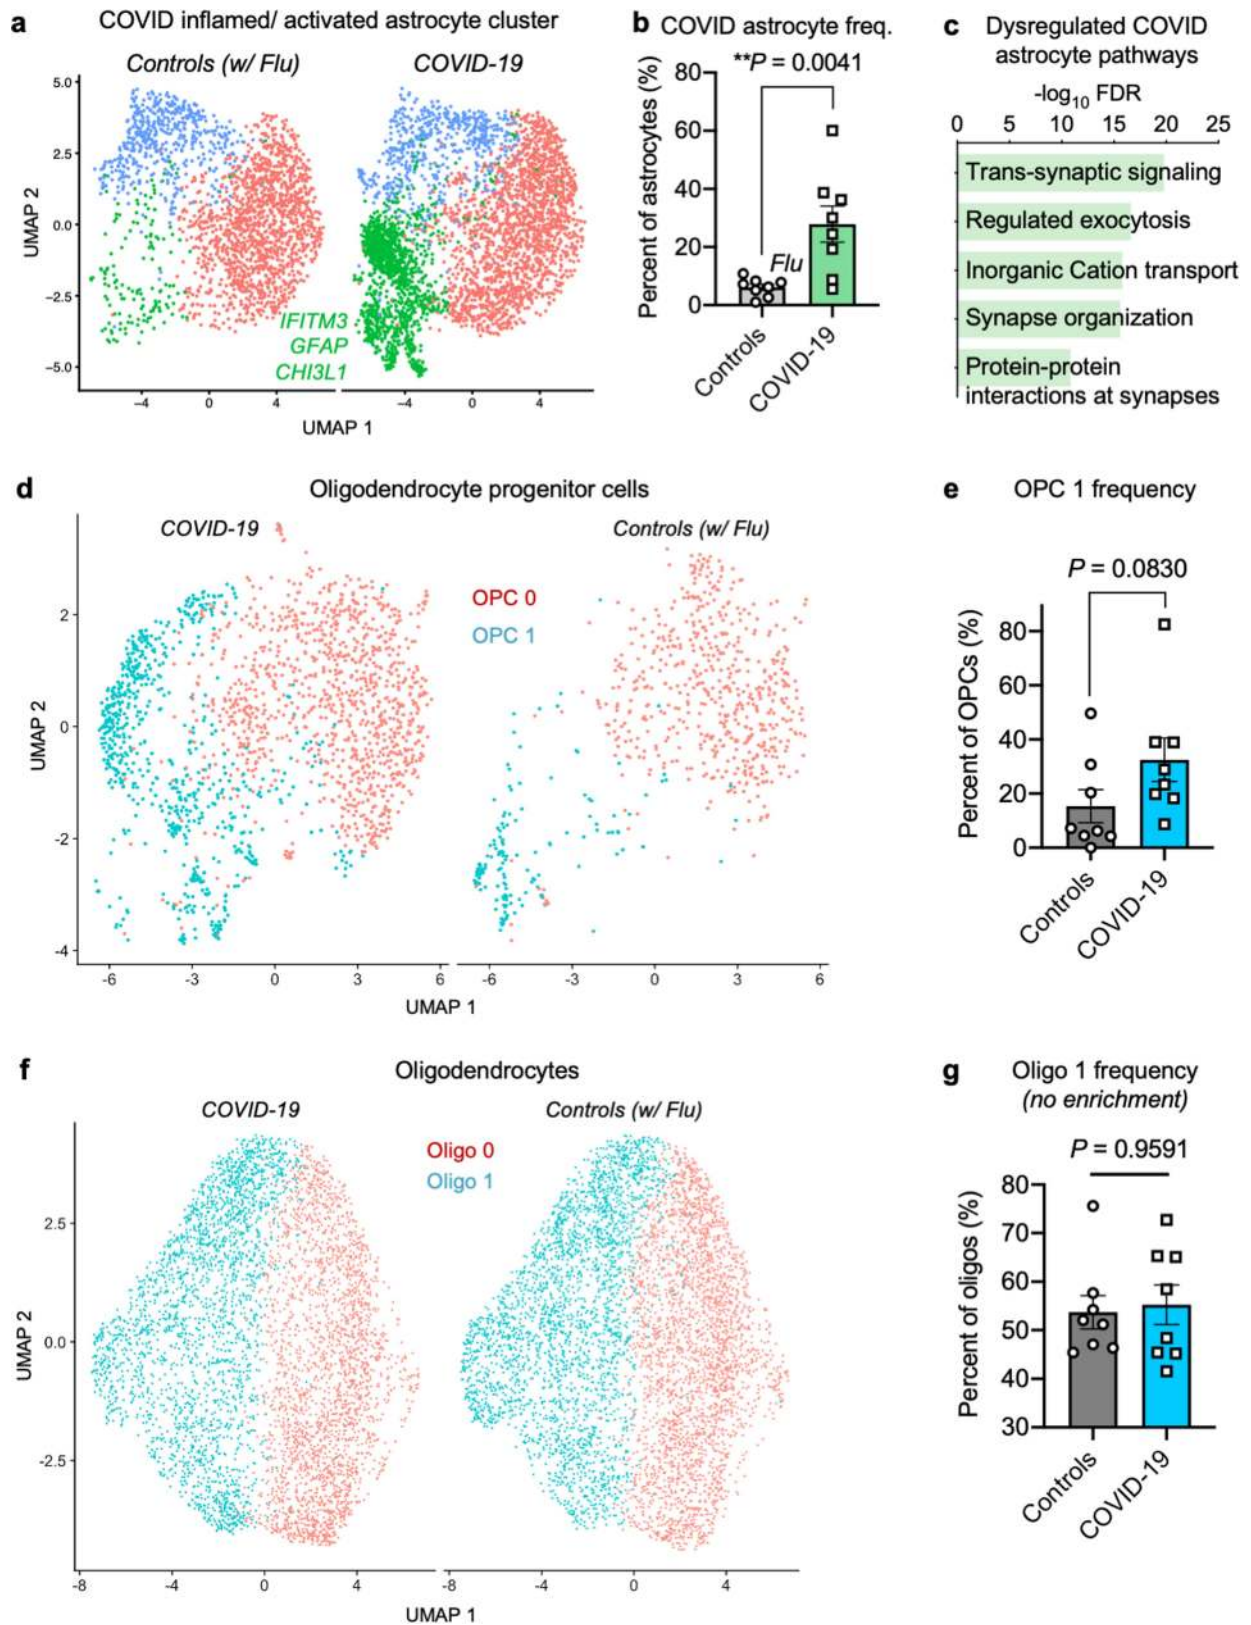 a COVID inflamed/ activated astrocyte cluster
Controls (w/ Flu) COVID-19
5.0
2.5
0.0
−2.5
−5.0
UMAP 2
IFITM3
GFAP
CHI3L1
−4 0 4 −4 0 4
UMAP 1
b COVID astrocyte freq.
**P = 0.0041
80
60
40
20
0
Percent of astrocytes (%)
Flu
Controls
COVID-19
c Dysregulated COVID
astrocyte pathways
-log10 FDR
0 5 10 15 20 25
Trans-synaptic signaling
Regulated exocytosis
Inorganic Cation transport
Synapse organization
Protein-protein
interactions at synapses
d Oligodendrocyte progenitor cells
COVID-19 Controls (w/ Flu)
OPC 0
OPC 1
2
0
-2
-4
UMAP 2
-6 -3 0 3 6 -6 -3 0 3 6
UMAP 1
e OPC 1 frequency
P = 0.0830
80
60
40
20
0
Percent of OPCs (%)
Controls
COVID-19
f Oligodendrocytes
COVID-19 Controls (w/ Flu)
Oligo 0
Oligo 1
2.5
0.0
-2.5
UMAP 2
-8 -4 0 4 -8 -4 0 4
UMAP 1
g Oligo 1 frequency
(no enrichment)
P = 0.9591
80
70
60
50
40
30
Percent of oligos (%)
Controls
COVID-19